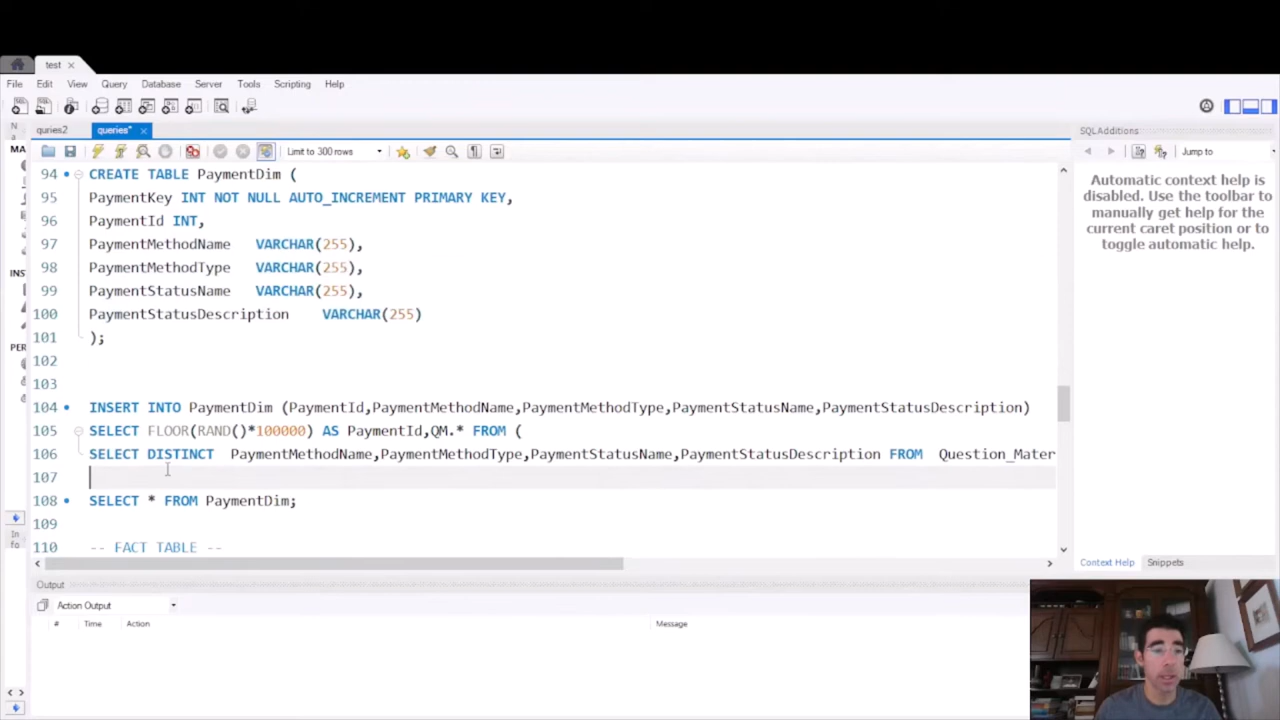 test
File Edit View Query Database Server Tools Scripting Help
quries2 queries*
SQLAdditions
Limit to 300 rows
Jump to
94 CREATE TABLE PaymentDim (
95 PaymentKey INT NOT NULL AUTO_INCREMENT PRIMARY KEY,
96 PaymentId INT,
97 PaymentMethodName VARCHAR(255),
98 PaymentMethodType VARCHAR(255),
99 PaymentStatusName VARCHAR(255),
100 PaymentStatusDescription VARCHAR(255)
101 );
102
103
104 INSERT INTO PaymentDim (PaymentId,PaymentMethodName,PaymentMethodType,PaymentStatusName,PaymentStatusDescription)
105 SELECT FLOOR(RAND()*100000) AS PaymentId,QM.* FROM (
106 SELECT DISTINCT PaymentMethodName,PaymentMethodType,PaymentStatusName,PaymentStatusDescription FROM Question_Mater
107
108 SELECT * FROM PaymentDim;
109
110 -- FACT TABLE --
N
a
MA
INS
PER
In
fo
Automatic context help is
disabled. Use the toolbar to
manually get help for the
current caret position or to
toggle automatic help.
Context Help Snippets
Output
Action Output
# Time Action Message